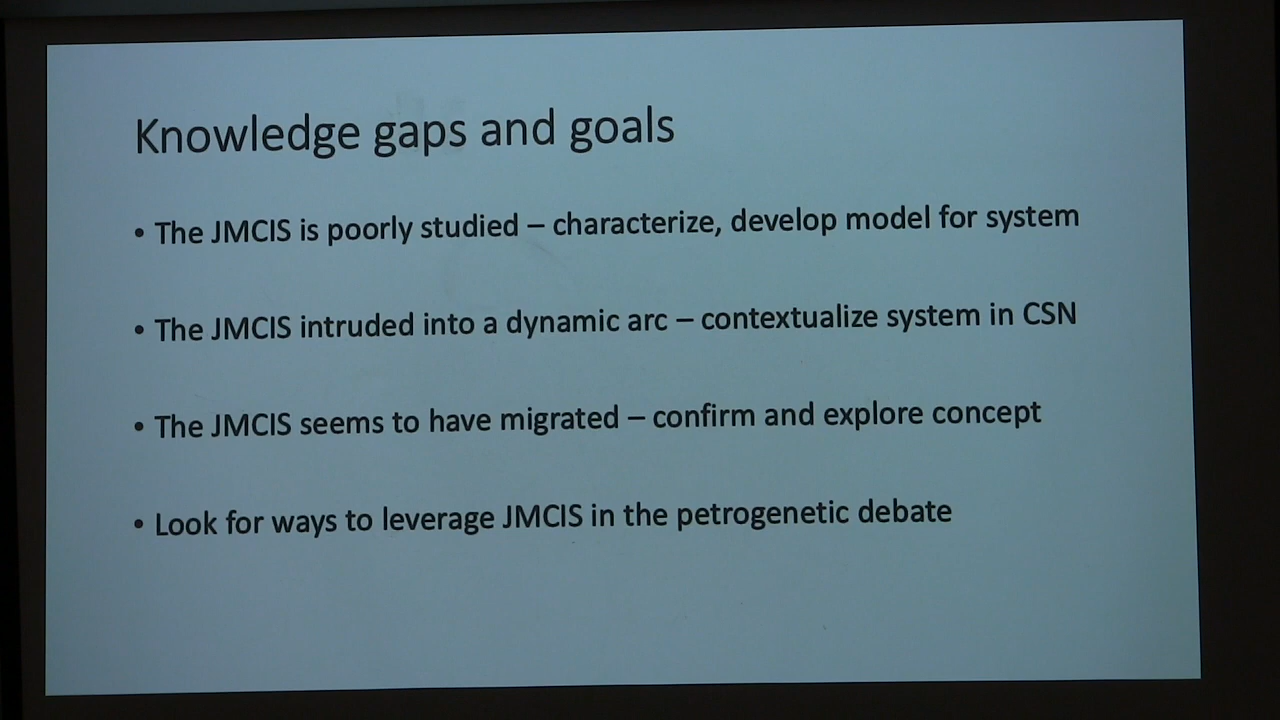 Knowledge gaps and goals
• The JMCIS is poorly studied – characterize, develop model for system
• The JMCIS intruded into a dynamic arc – contextualize system in CSN
• The JMCIS seems to have migrated – confirm and explore concept
• Look for ways to leverage JMCIS in the petrogenetic debate